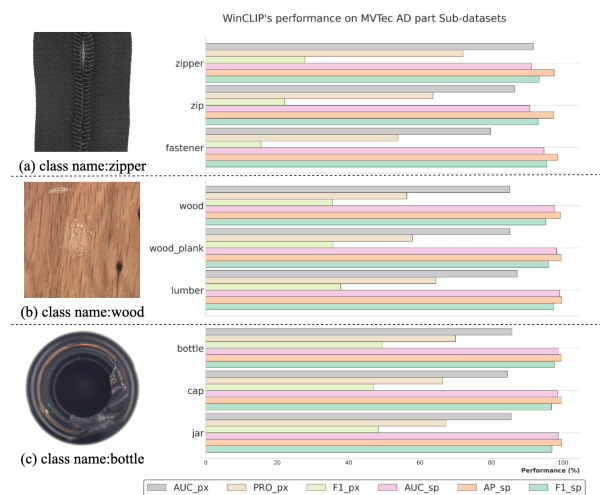 WinCLIP's performance on MVTec AD part Sub-datasets
zipper
zip
fastener
(a) class name:zipper
wood
wood_plank
lumber
(b) class name:wood
bottle
cap
jar
(c) class name:bottle
0 20 40 60 80 100
Performance (%)
AUC_px PRO_px F1_px AUC_sp AP_sp F1_sp